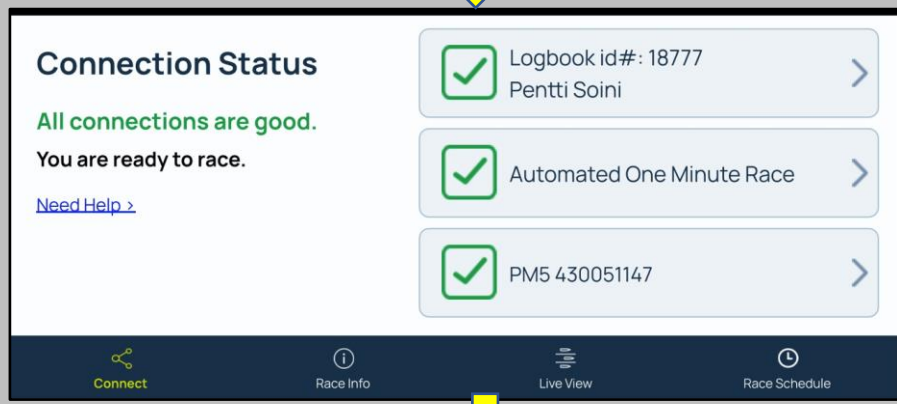 Connection Status
All connections are good.
You are ready to race.
Need Help >
Logbook id#: 18777
Pentti Soini
Automated One Minute Race
PM5 430051147
Connect
Race Info
Live View
Race Schedule